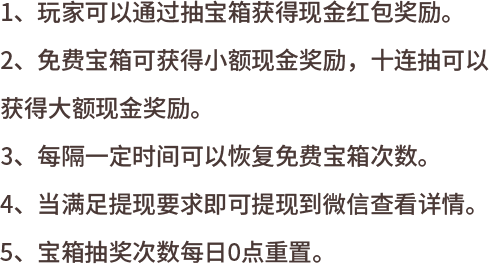 1、玩家可以通过抽宝箱获得现金红包奖励。
2、免费宝箱可获得小额现金奖励，十连抽可以
获得大额现金奖励。
3、每隔一定时间可以恢复免费宝箱次数。
4、当满足提现要求即可提现到微信查看详情。
5、宝箱抽奖次数每日0点重置。